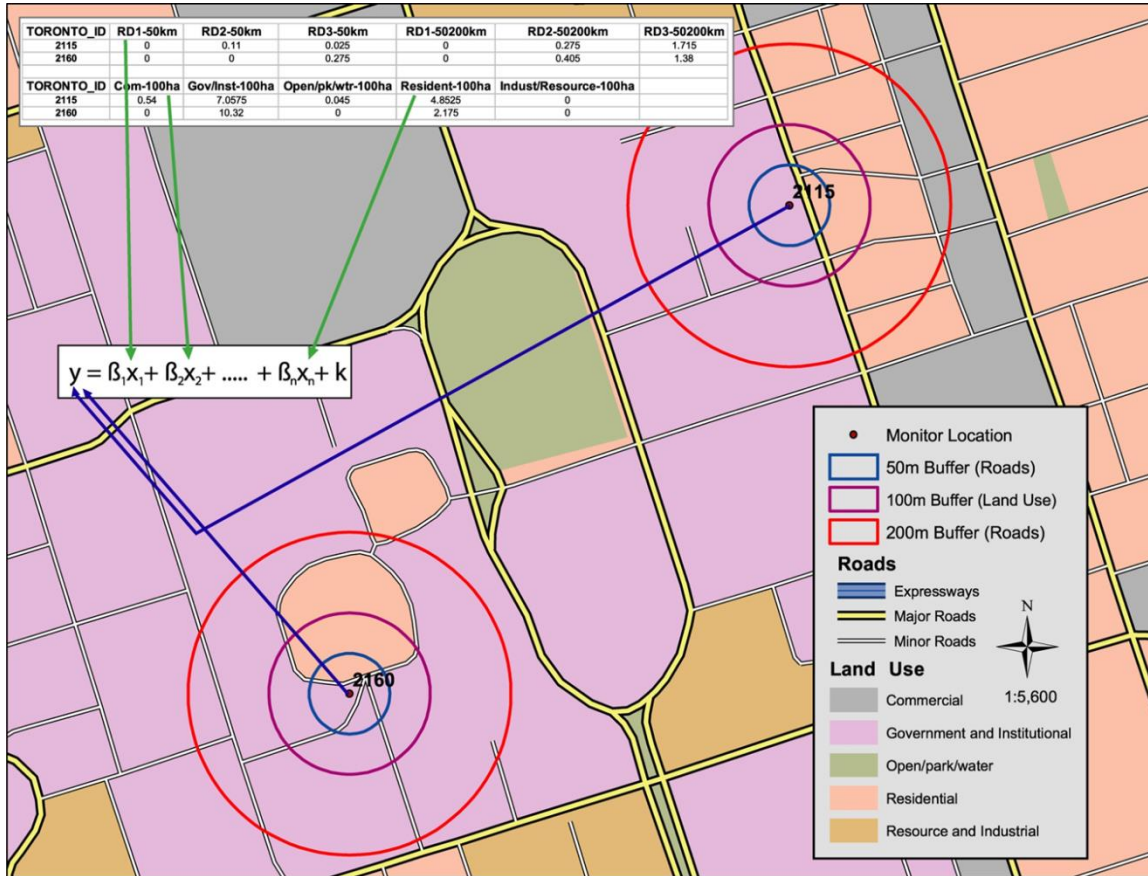 TORONTO_ID RD1-50km RD2-50km RD3-50km RD1-50200km RD2-50200km RD3-50200km
2115 0 0.11 0.025 0 0.275 1.715
2160 0 0 0.275 0 0.405 1.38
TORONTO_ID Com-100ha Gov/Inst-100ha Open/pk/wtr-100ha Resident-100ha Indust/Resource-100ha
2115 0.54 7.0575 0.045 4.8525 0
2160 0 10.32 0 2.175 0
2115
y = ß₁x₁+ ß₂x₂+ ..... + ßₙxₙ+ k
2160
Monitor Location
50m Buffer (Roads)
100m Buffer (Land Use)
200m Buffer (Roads)
Roads
Expressways
Major Roads
Minor Roads
N
1:5,600
Land Use
Commercial
Government and Institutional
Open/park/water
Residential
Resource and Industrial